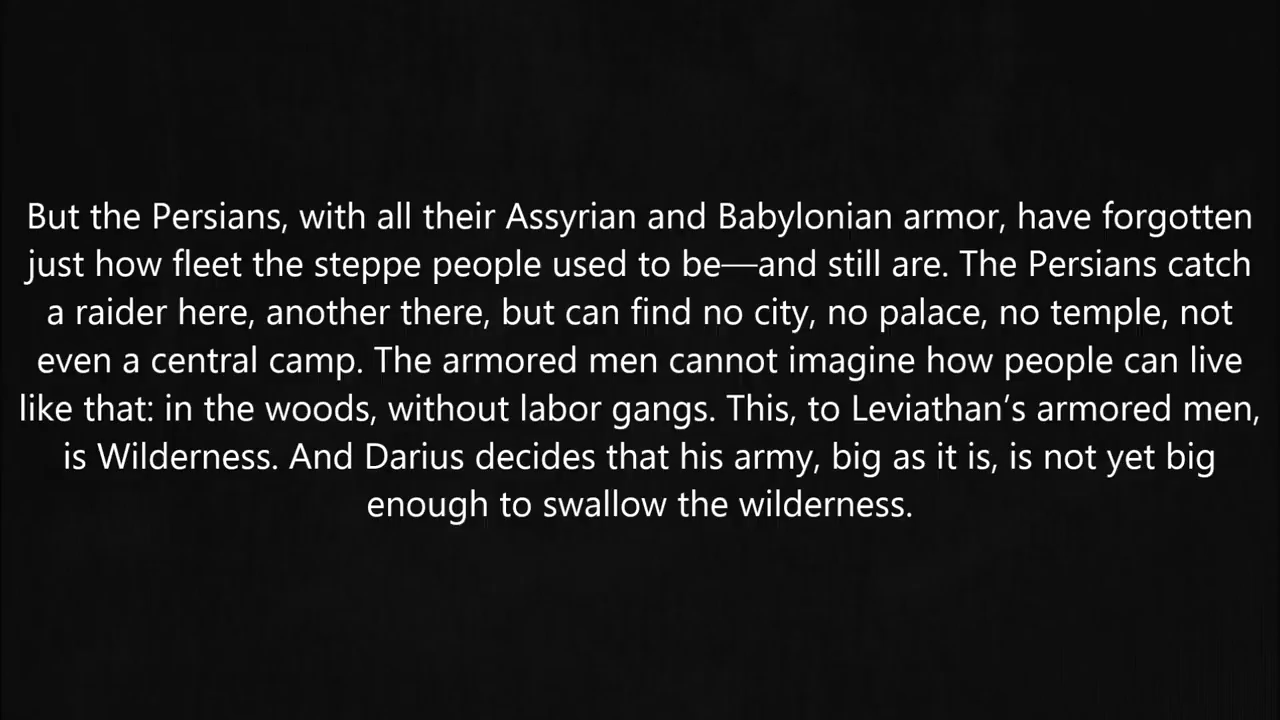 But the Persians, with all their Assyrian and Babylonian armor, have forgotten
just how fleet the steppe people used to be—and still are. The Persians catch
a raider here, another there, but can find no city, no palace, no temple, not
even a central camp. The armored men cannot imagine how people can live
like that: in the woods, without labor gangs. This, to Leviathan’s armored men,
is Wilderness. And Darius decides that his army, big as it is, is not yet big
enough to swallow the wilderness.